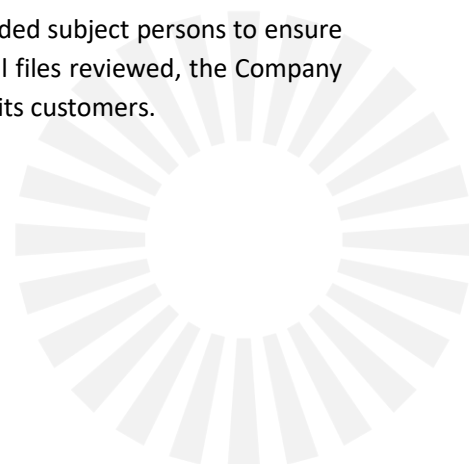 ded subject persons to ensure
l files reviewed, the Company
its customers.